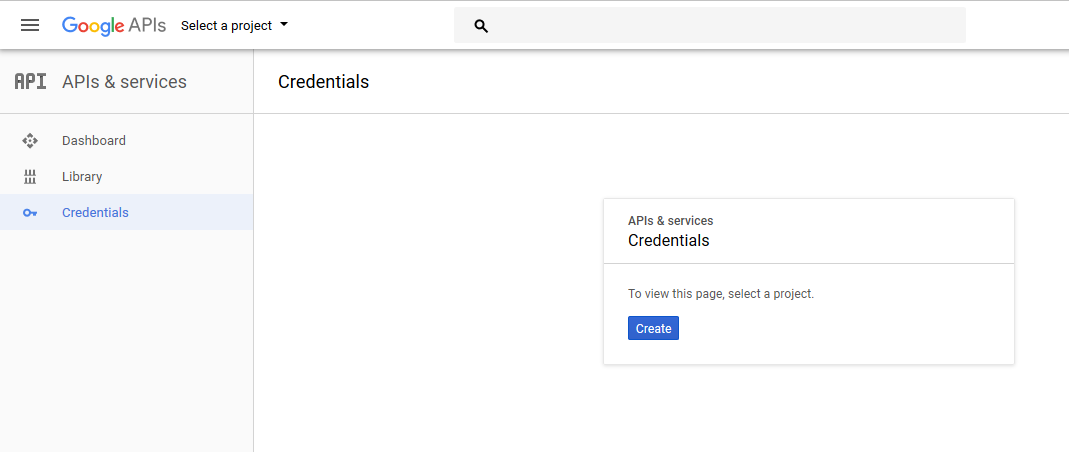 Google APIs Select a project
API APIs & services
Credentials
Dashboard
Library
Credentials
APIs & services
Credentials
To view this page, select a project.
Create